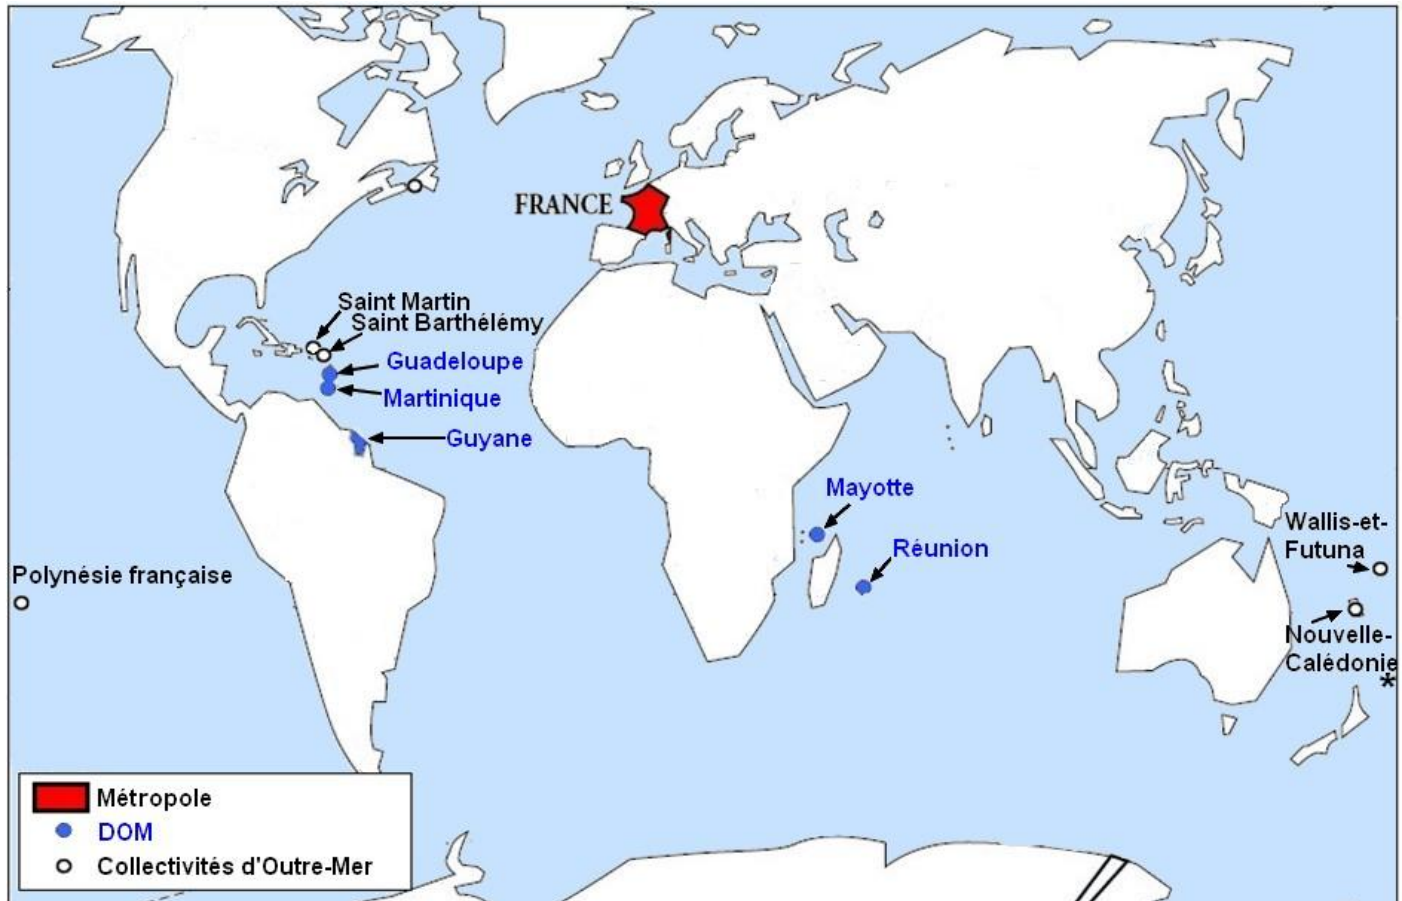 FRANCE
Saint Martin
Saint Barthélémy
Guadeloupe
Martinique
Guyane
Mayotte
Réunion
Wallis-et-
Futuna
Polynésie française
Nouvelle-
Calédonie
*
Métropole
DOM
Collectivités d'Outre-Mer